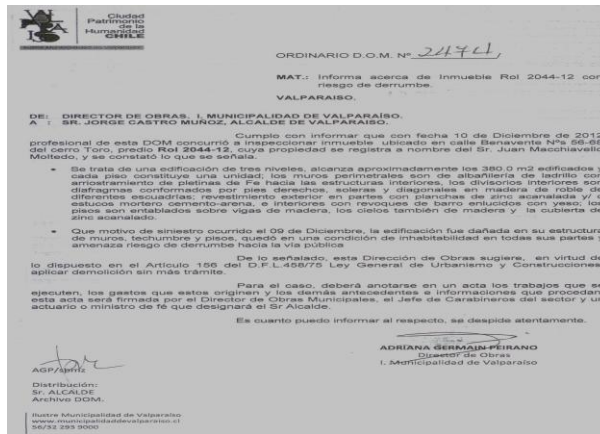 Ciudad
Patrimonio
de la
Humanidad
CHILE
ORDINARIO D.O.M. Nº 2474,
MAT.: Informa acerca de Inmueble Rol 2044-12 con
riesgo de derrumbe.
VALPARAISO,
DE: DIRECTOR DE OBRAS. I. MUNICIPALIDAD DE VALPARAÍSO.
A : SR. JORGE CASTRO MUÑOZ, ALCALDE DE VALPARAISO.
Cumplo con informar que con fecha 10 de Diciembre de 2012
profesional de esta DOM concurrió a inspeccionar inmueble ubicado en calle Benavente Nºs 56-68
del cerro Toro, predio Rol 2044-12, cuya propiedad se registra a nombre del Sr. Juan Macchiavello
Moltedo, y se constató lo que se señala.
• Se trata de una edificación de tres niveles, alcanza aproximadamente los 360.0 m2 edificados y
cada piso constituye una unidad; los muros perimetrales son de albañilería de ladrillo con
amostramiento de pletinas de Fe hacia las estructuras interiores, los divisorios interiores son
diafragmas conformados por pies derechos, soleras y diagonales en madera de roble de
diferentes escuadrías; revestimiento exterior en partes con planchas de zinc acanalada y/ o
estucos mortero cemento-arena, e interiores con revoques de barro enlucidos con yeso; los
pisos son entablados sobre vigas de madera, los cielos también de madera y la cubierta de
zinc acanalado.
• Que motivo de siniestro ocurrido el 09 de Diciembre, la edificación fue dañada en su estructura
de muros, techumbre y pisos, quedó en una condición de inhabitabilidad en todas sus partes y
amenaza riesgo de derrumbe hacia la vía pública
De lo señalado, esta Dirección de Obras sugiere, en virtud de
lo dispuesto en el Artículo 156 del D.F.L.458/75 Ley General de Urbanismo y Construcciones,
aplicar demolición sin más trámite.
Para el caso, deberá anotarse en un acta los trabajos que se
ejecuten, los gastos que estos originen y los demás antecedentes e informaciones que procedan,
esta acta será firmada por el Director de Obras Municipales, el Jefe de Carabineros del sector y un
actuario o ministro de fé que designará el Sr Alcalde.
Es cuanto puedo informar al respecto, se despide atentamente.
ADRIANA GERMAIN PEIRANO
Director de Obras
I. Municipalidad de Valparaíso
Distribución:
Sr. ALCALDE
Archivo DOM.
Ilustre Municipalidad de Valparaíso
www.municipalidaddevalparaiso.cl
56/32 293 9000